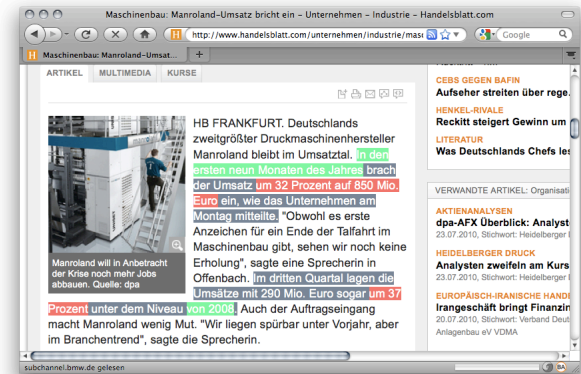 Maschinenbau: Manroland-Umsatz bricht ein - Unternehmen - Industrie - Handelsblatt.com
http://www.handelsblatt.com/unternehmen/industrie/masc
Google
Maschinenbau: Manroland-Umsat...
ARTIKEL MULTIMEDIA KURSE
HB FRANKFURT. Deutschlands
zweitgrößter Druckmaschinenhersteller
Manroland bleibt im Umsatztal. In den
ersten neun Monaten des Jahres brach
der Umsatz um 32 Prozent auf 850 Mio.
Euro ein, wie das Unternehmen am
Montag mitteilte. "Obwohl es erste
Anzeichen für ein Ende der Talfahrt im
Maschinenbau gibt, sehen wir noch keine
Erholung", sagte eine Sprecherin in
Offenbach. Im dritten Quartal lagen die
Umsätze mit 290 Mio. Euro sogar um 37
Prozent unter dem Niveau von 2008. Auch der Auftragseingang
macht Manroland wenig Mut. "Wir liegen spürbar unter Vorjahr, aber
im Branchentrend", sagte die Sprecherin.
Manroland will in Anbetracht
der Krise noch mehr Jobs
abbauen. Quelle: dpa
CEBS GEGEN BAFIN
Aufseher streiten über rege
HENKEL-RIVALE
Reckitt steigert Gewinn um
LITERATUR
Was Deutschlands Chefs les
VERWANDTE ARTIKEL: Organisati
AKTIENANALYSEN
dpa-AFX Überblick: Analyst
23.07.2010, Stichwort: Heidelberger
HEIDELBERGER DRUCK
Analysten zweifeln am Kurs
23.07.2010, Stichwort: Heidelberger
EUROPÄISCH-IRANISCHE HANDE
Irangeschäft bringt Finanzin
20.07.2010, Stichwort: Verband Deut
Anlagenbau eV VDMA
subchannel.bmw.de gelesen